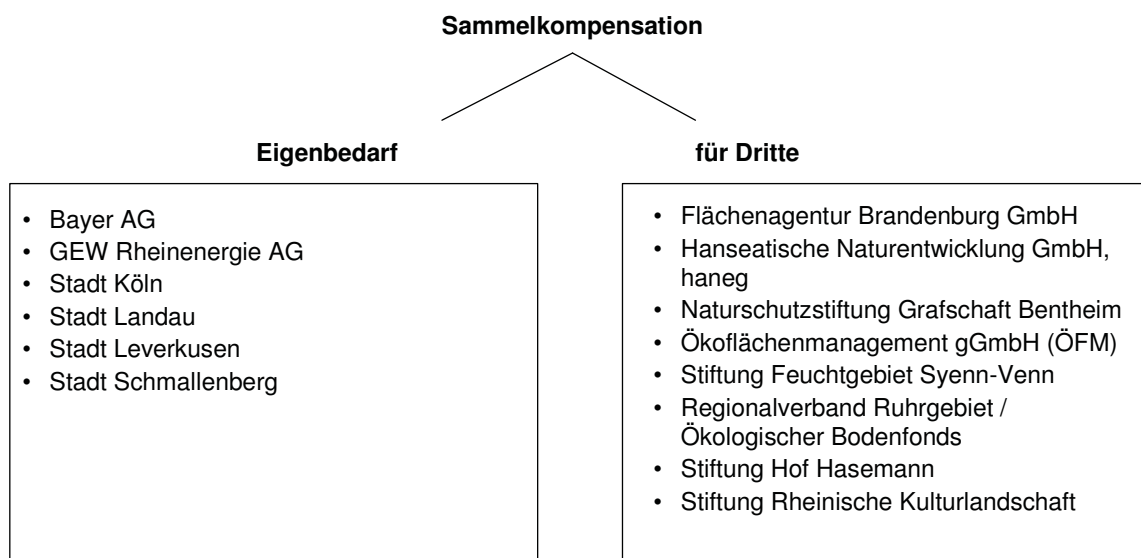 Sammelkompensation
Eigenbedarf
• Bayer AG
• GEW Rheinenergie AG
• Stadt Köln
• Stadt Landau
• Stadt Leverkusen
• Stadt Schmallenberg
für Dritte
• Flächenagentur Brandenburg GmbH
• Hanseatische Naturentwicklung GmbH,
haneg
• Naturschutzstiftung Grafschaft Bentheim
• Ökoflächenmanagement gGmbH (ÖFM)
• Stiftung Feuchtgebiet Syenn-Venn
• Regionalverband Ruhrgebiet /
Ökologischer Bodenfonds
• Stiftung Hof Hasemann
• Stiftung Rheinische Kulturlandschaft